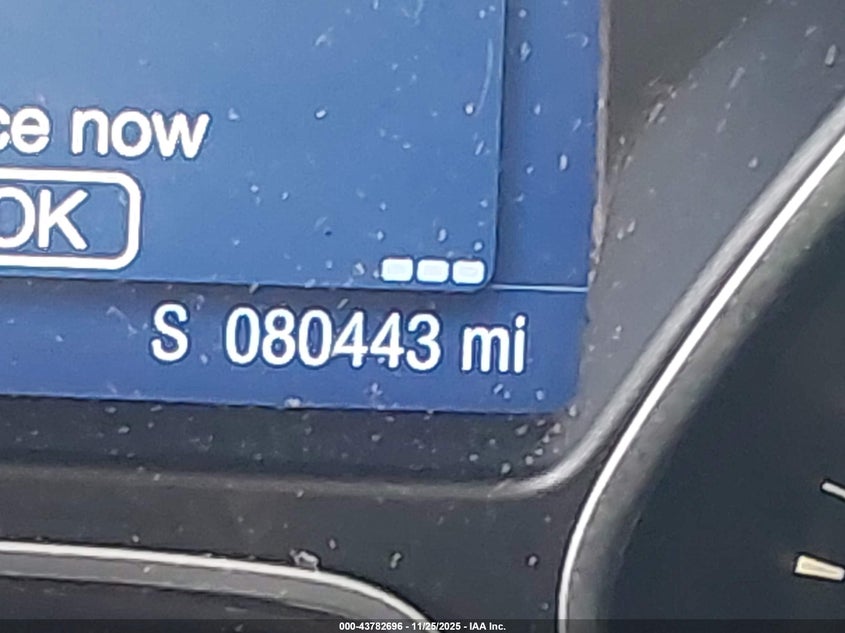 ce now
OK
S 080443 mi
000-43782696 - 11/25/2025 - IAA Inc.